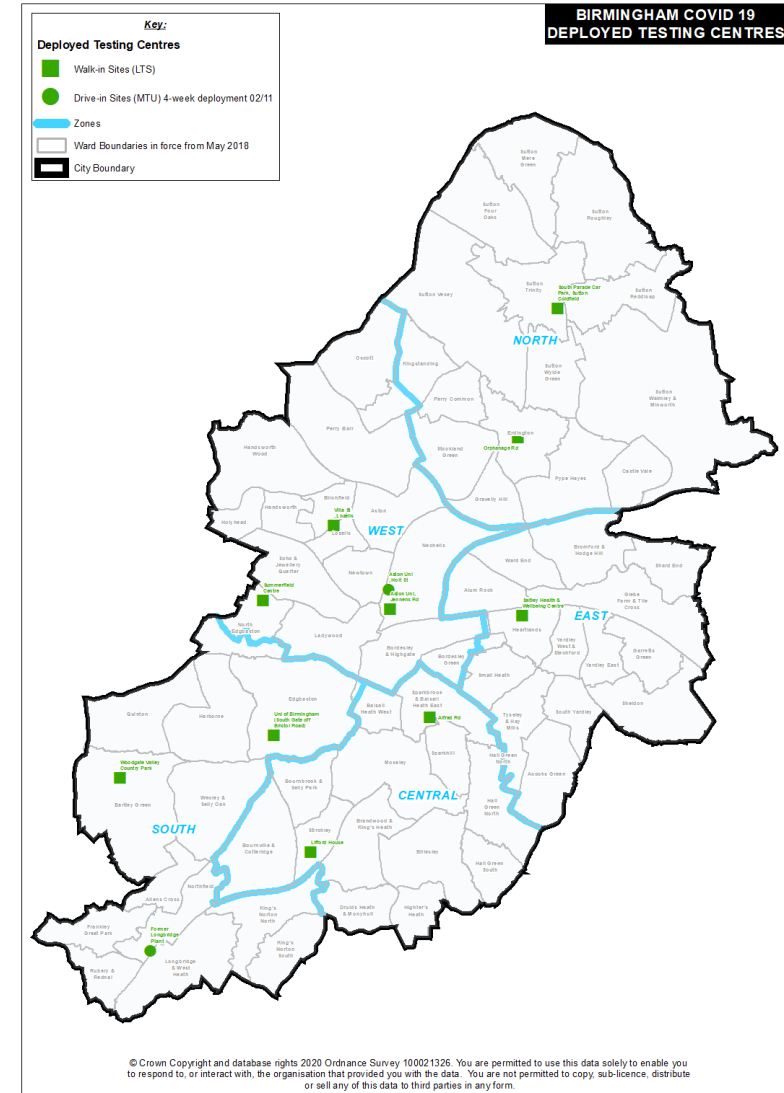 BIRMINGHAM COVID 19
DEPLOYED TESTING CENTRES
Key:
Deployed Testing Centres
Walk-in Sites (LTS)
Drive-in Sites (MTU) 4-week deployment 02/11
Zones
Ward Boundaries in force from May 2018
City Boundary
Sutton
Mere
Green
Sutton
Four
Oaks
Sutton
Roughley
Sutton
Trinity
South Parade Car
Park, Sutton
Coldfield
Sutton
Reddicap
Sutton Vesey
NORTH
Oscott
Kingstanding
Sutton
Wylde
Green
Perry Common
Sutton
Walmley &
Minworth
Perry Barr
Erdington
Orphanage Rd
Stockland
Green
Handsworth
Wood
Castle Vale
Pype Hayes
Gravelly Hill
Birchfield
Handsworth
Aston
Villa St
, Lozells
Holyhead
Lozells
WEST
Nechells
Bromford &
Hodge Hill
Ward End
Shard End
Soho &
Jewellery
Quarter
Newtown
Aston Uni
, Holt St
Aston Uni,
Jennens Rd
Summerfield
Centre
Alum Rock
Saltley Health &
Wellbeing Centre
Glebe
Farm & Tile
Cross
EAST
North
Edgbaston
Ladywood
Heartlands
Bordesley
& Highgate
Bordesley
Green
Yardley
West &
Stechford
Garretts
Green
Yardley East
Small Heath
Edgbaston
Balsall
Heath West
Sparkbrook
& Balsall
Heath East
Sheldon
Quinton
Harborne
Uni of Birmingham
(South Gate off
Bristol Road)
Alfred Rd
Tyseley
& Hay
Mills
South Yardley
Woodgate Valley
Country Park
Moseley
Sparkhill
Hall Green
North
Acocks Green
Bournbrook &
Selly Park
Bartley Green
Weoley &
Selly Oak
CENTRAL
Hall
Green
North
SOUTH
Stirchley
Brandwood &
King's Heath
Lifford House
Bournville &
Cotteridge
Billesley
Hall Green
South
Northfield
Allens Cross
Druids Heath
& Monyhull
Highter's
Heath
King's
Norton
North
Frankley
Great Park
Former
Longbridge
Plant
King's
Norton
South
Longbridge
& West
Heath
Rubery &
Rednal
© Crown Copyright and database rights 2020 Ordnance Survey 100021326. You are permitted to use this data solely to enable you
to respond to, or interact with, the organisation that provided you with the data. You are not permitted to copy, sub-licence, distribute
or sell any of this data to third parties in any form.